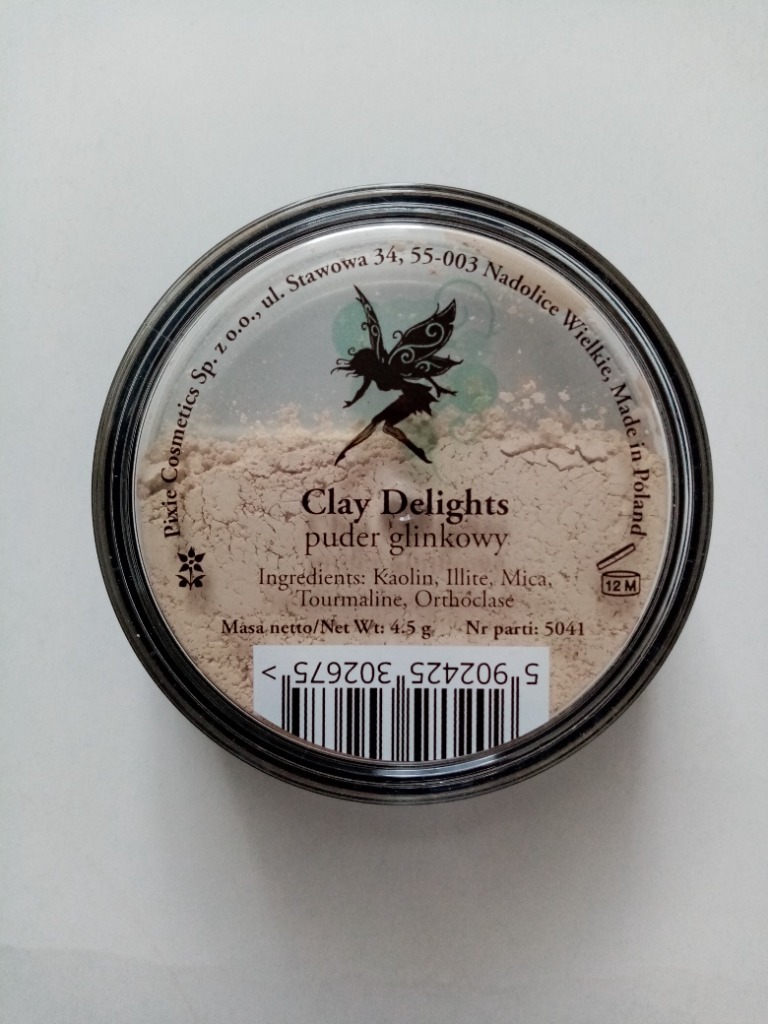 Pixie Cosmetics Sp. z o.o., ul. Stawowa 34, 55-003 Nadolice Wielkie, Made in Poland
Clay Delights
puder glinkowy
Ingredients: Kaolin, Illite, Mica,
Tourmaline, Orthoclase
12 M
Masa netto/Net Wt: 4.5 g Nr parti: 5041
5 902425 302675 >